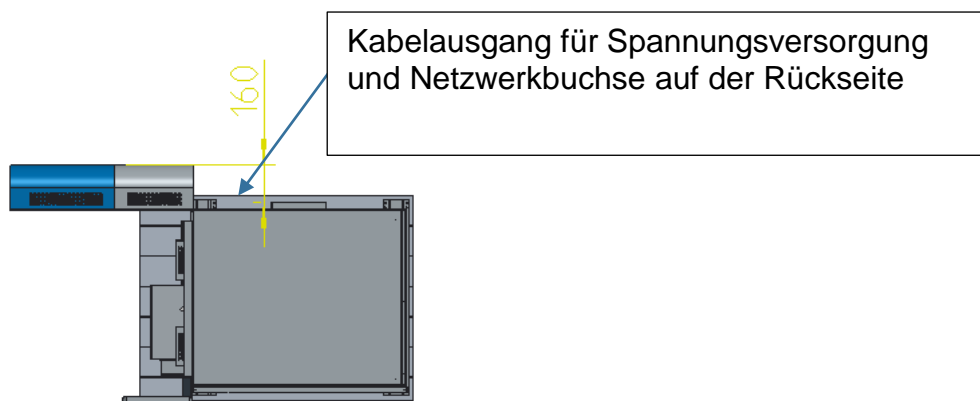 Kabelausgang für Spannungsversorgung
und Netzwerkbuchse auf der Rückseite
160